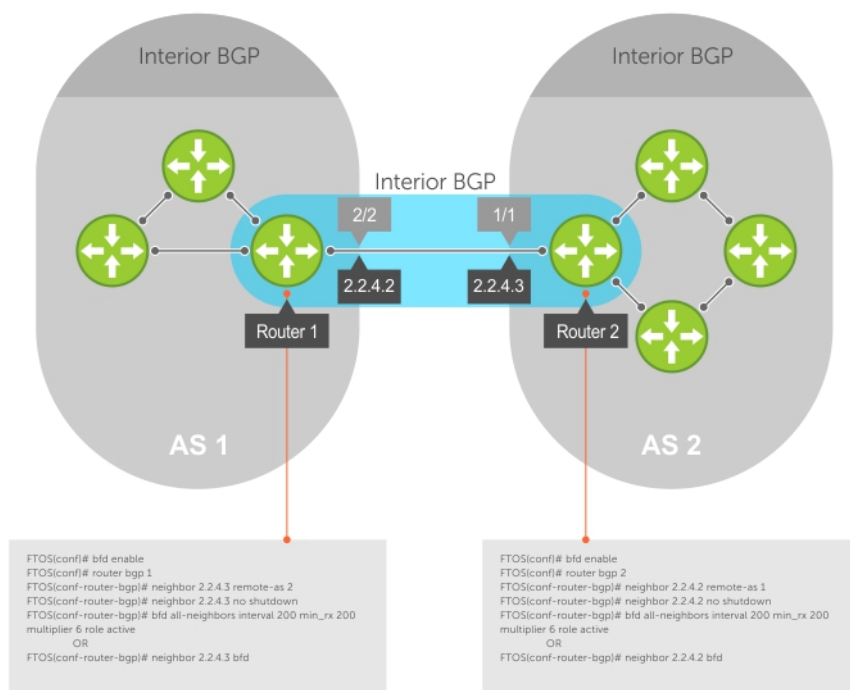 Interior BGP
Interior BGP
Interior BGP
2/2
1/1
2.2.4.2
2.2.4.3
Router 1
Router 2
AS 1
AS 2
FTOS(conf)# bfd enable
FTOS(conf)# router bgp 1
FTOS(conf-router-bgp)# neighbor 2.2.4.3 remote-as 2
FTOS(conf-router-bgp)# neighbor 2.2.4.3 no shutdown
FTOS(conf-router-bgp)# bfd all-neighbors interval 200 min_rx 200
multiplier 6 role active
OR
FTOS(conf-router-bgp)# neighbor 2.2.4.3 bfd
FTOS(conf)# bfd enable
FTOS(conf)# router bgp 2
FTOS(conf-router-bgp)# neighbor 2.2.4.2 remote-as 1
FTOS(conf-router-bgp)# neighbor 2.2.4.2 no shutdown
FTOS(conf-router-bgp)# bfd all-neighbors interval 200 min_rx 200
multiplier 6 role active
OR
FTOS(conf-router-bgp)# neighbor 2.2.4.2 bfd